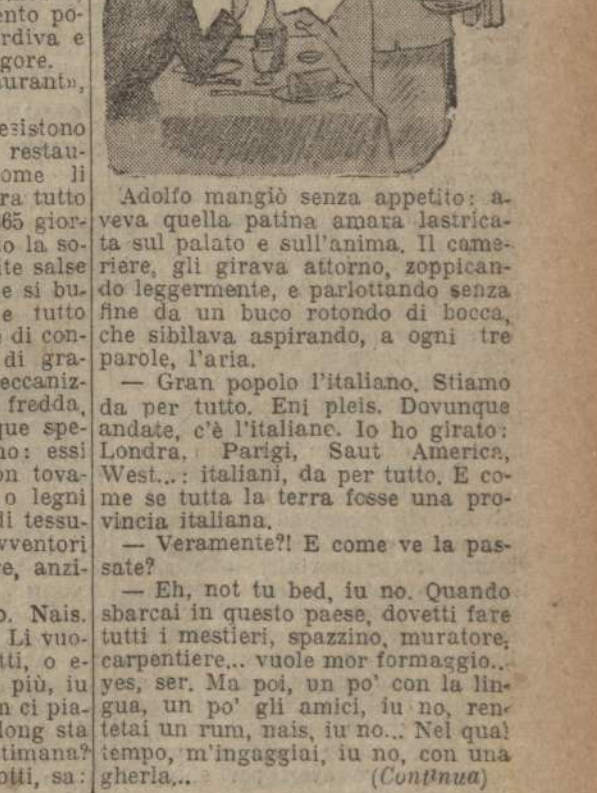 ento po-
rdiva e
gore.
urant»,
esistono
restau-
ome li
ra tutto
65 gior-
o la so-
ite salse
e si bu-
e tutto
di con-
di gra-
eccaniz-
fredda,
que spe-
no: essi
on tova-
o legni
di tessu-
vventori
re, anzi-
o. Nais.
Li vuo-
tti, o e-
più, iu
n ci pia-
long sta
timana?
otti, sa:
Adolfo mangiò senza appetito: a-
veva quella patina amara lastrica-
ta sul palato e sull'anima. Il came-
riere, gli girava attorno, zoppican-
do leggermente, e parlottando senza
fine da un buco rotondo di bocca,
che sibilava aspirando, a ogni tre
parole, l'aria.
— Gran popolo l'italiano. Stiamo
da per tutto. Eni pleis. Dovunque
andate, c'è l'italiano. Io ho girato:
Londra, Parigi, Saut America,
West...: italiani, da per tutto. E co-
me se tutta la terra fosse una pro-
vincia italiana.
— Veramente?! E come ve la pas-
sate?
— Eh, not tu bed, iu no. Quando
sbarcai in questo paese, dovetti fare
tutti i mestieri, spazzino, muratore,
carpentiere... vuole mor formaggio...
yes, ser. Ma poi, un po' con la lin-
gua, un po' gli amici, iu no, ren-
tetai un rum, nais, iu no... Nel qual
tempo, m'ingaggiai, iu no, con una
gherla... (Continua)